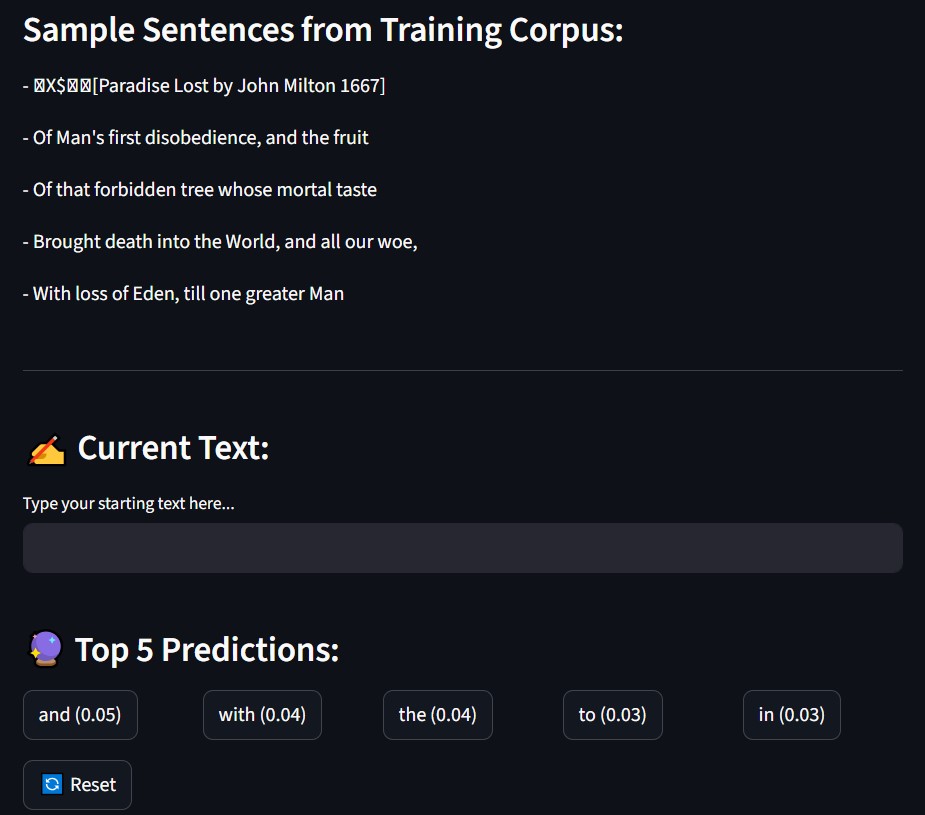 Sample Sentences from Training Corpus:
- X$[Paradise Lost by John Milton 1667]
- Of Man's first disobedience, and the fruit
- Of that forbidden tree whose mortal taste
- Brought death into the World, and all our woe,
- With loss of Eden, till one greater Man
✍️ Current Text:
Type your starting text here...
🔮 Top 5 Predictions:
and (0.05) with (0.04) the (0.04) to (0.03) in (0.03)
🔄 Reset